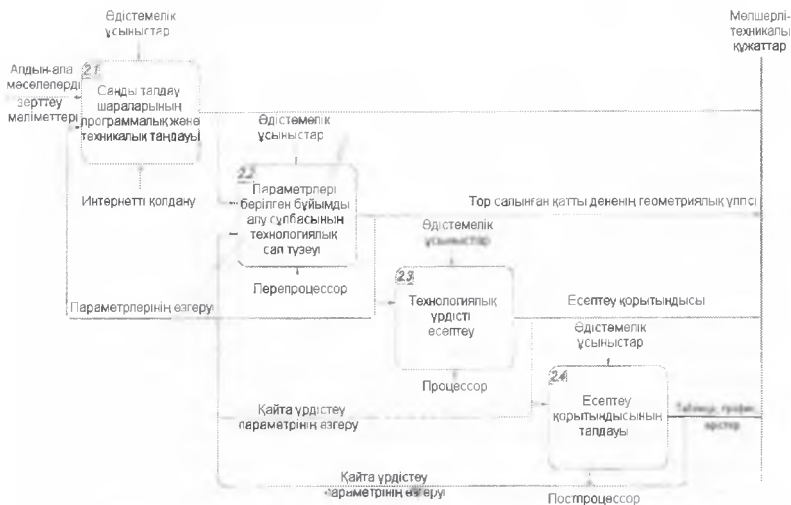 Әдістемелік
ұсыныстар
Мөлшерлі-
техникалық
құжаттар
Алдын-ала
мәселелерді
зерттеу
мәліметтері
2.1
Санды талдау
шараларының
программалық және
техникалық таңдауы
Интернетті қолдану
Әдістемелік
ұсыныстар
2.2
Параметрлері
берілген бұйымды
алу сұлбасының
технологиялық
сап түзеуі
Перепроцессор
Тор салынған қатты дененің геометриялық үлгісі
Әдістемелік
ұсыныстар
2.3
Технологиялық
үрдісті
есептеу
Процессор
Параметрлерінің өзгеруі
Есептеу қорытындысы
Әдістемелік
ұсыныстар
2.4
Есептеу
қорытындысының
талдауы
Постпроцессор
Қайта үрдістеу
параметрінің өзгеруі
Қайта үрдістеу
параметрінің өзгеруі